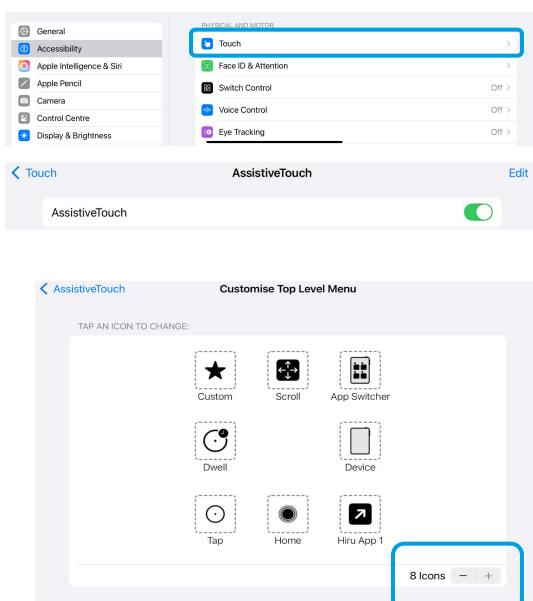 PHYSICAL AND MOTOR
General
Touch
Accessibility
Apple Intelligence & Siri
Face ID & Attention
Apple Pencil
Switch Control Off
Camera
Voice Control Off
Control Centre
Display & Brightness
Eye Tracking Off
Touch AssistiveTouch Edit
AssistiveTouch
AssistiveTouch Customise Top Level Menu
TAP AN ICON TO CHANGE:
Custom Scroll App Switcher
Dwell Device
Tap Home Hiru App 1
8 Icons − +